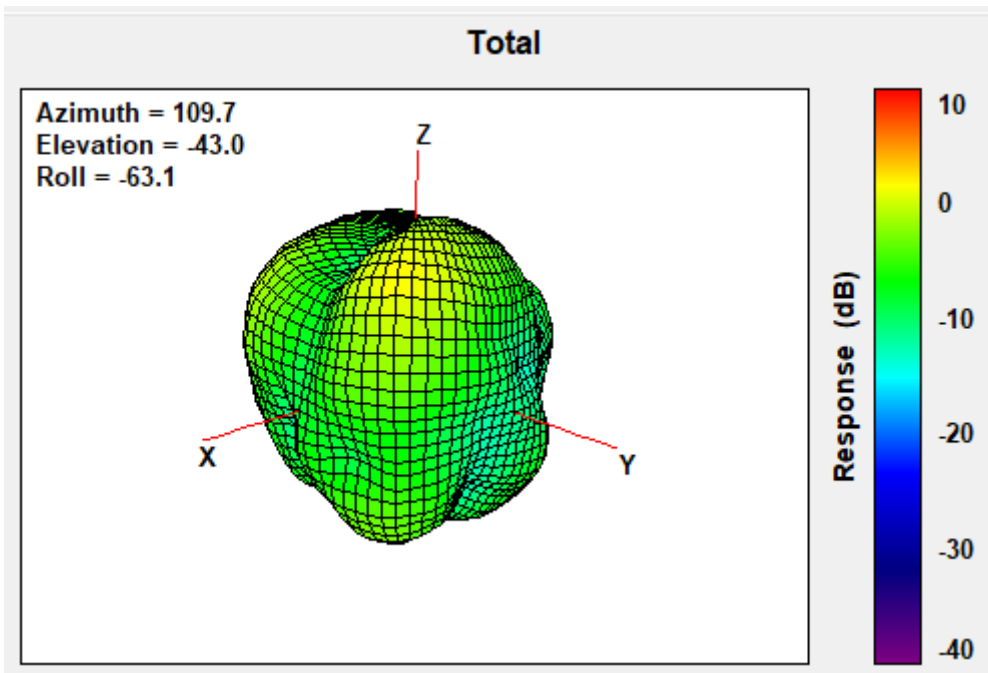 Total
Azimuth = 109.7
Elevation = -43.0
Roll = -63.1
Z
X
Y
10
0
-10
-20
-30
-40
Response (dB)